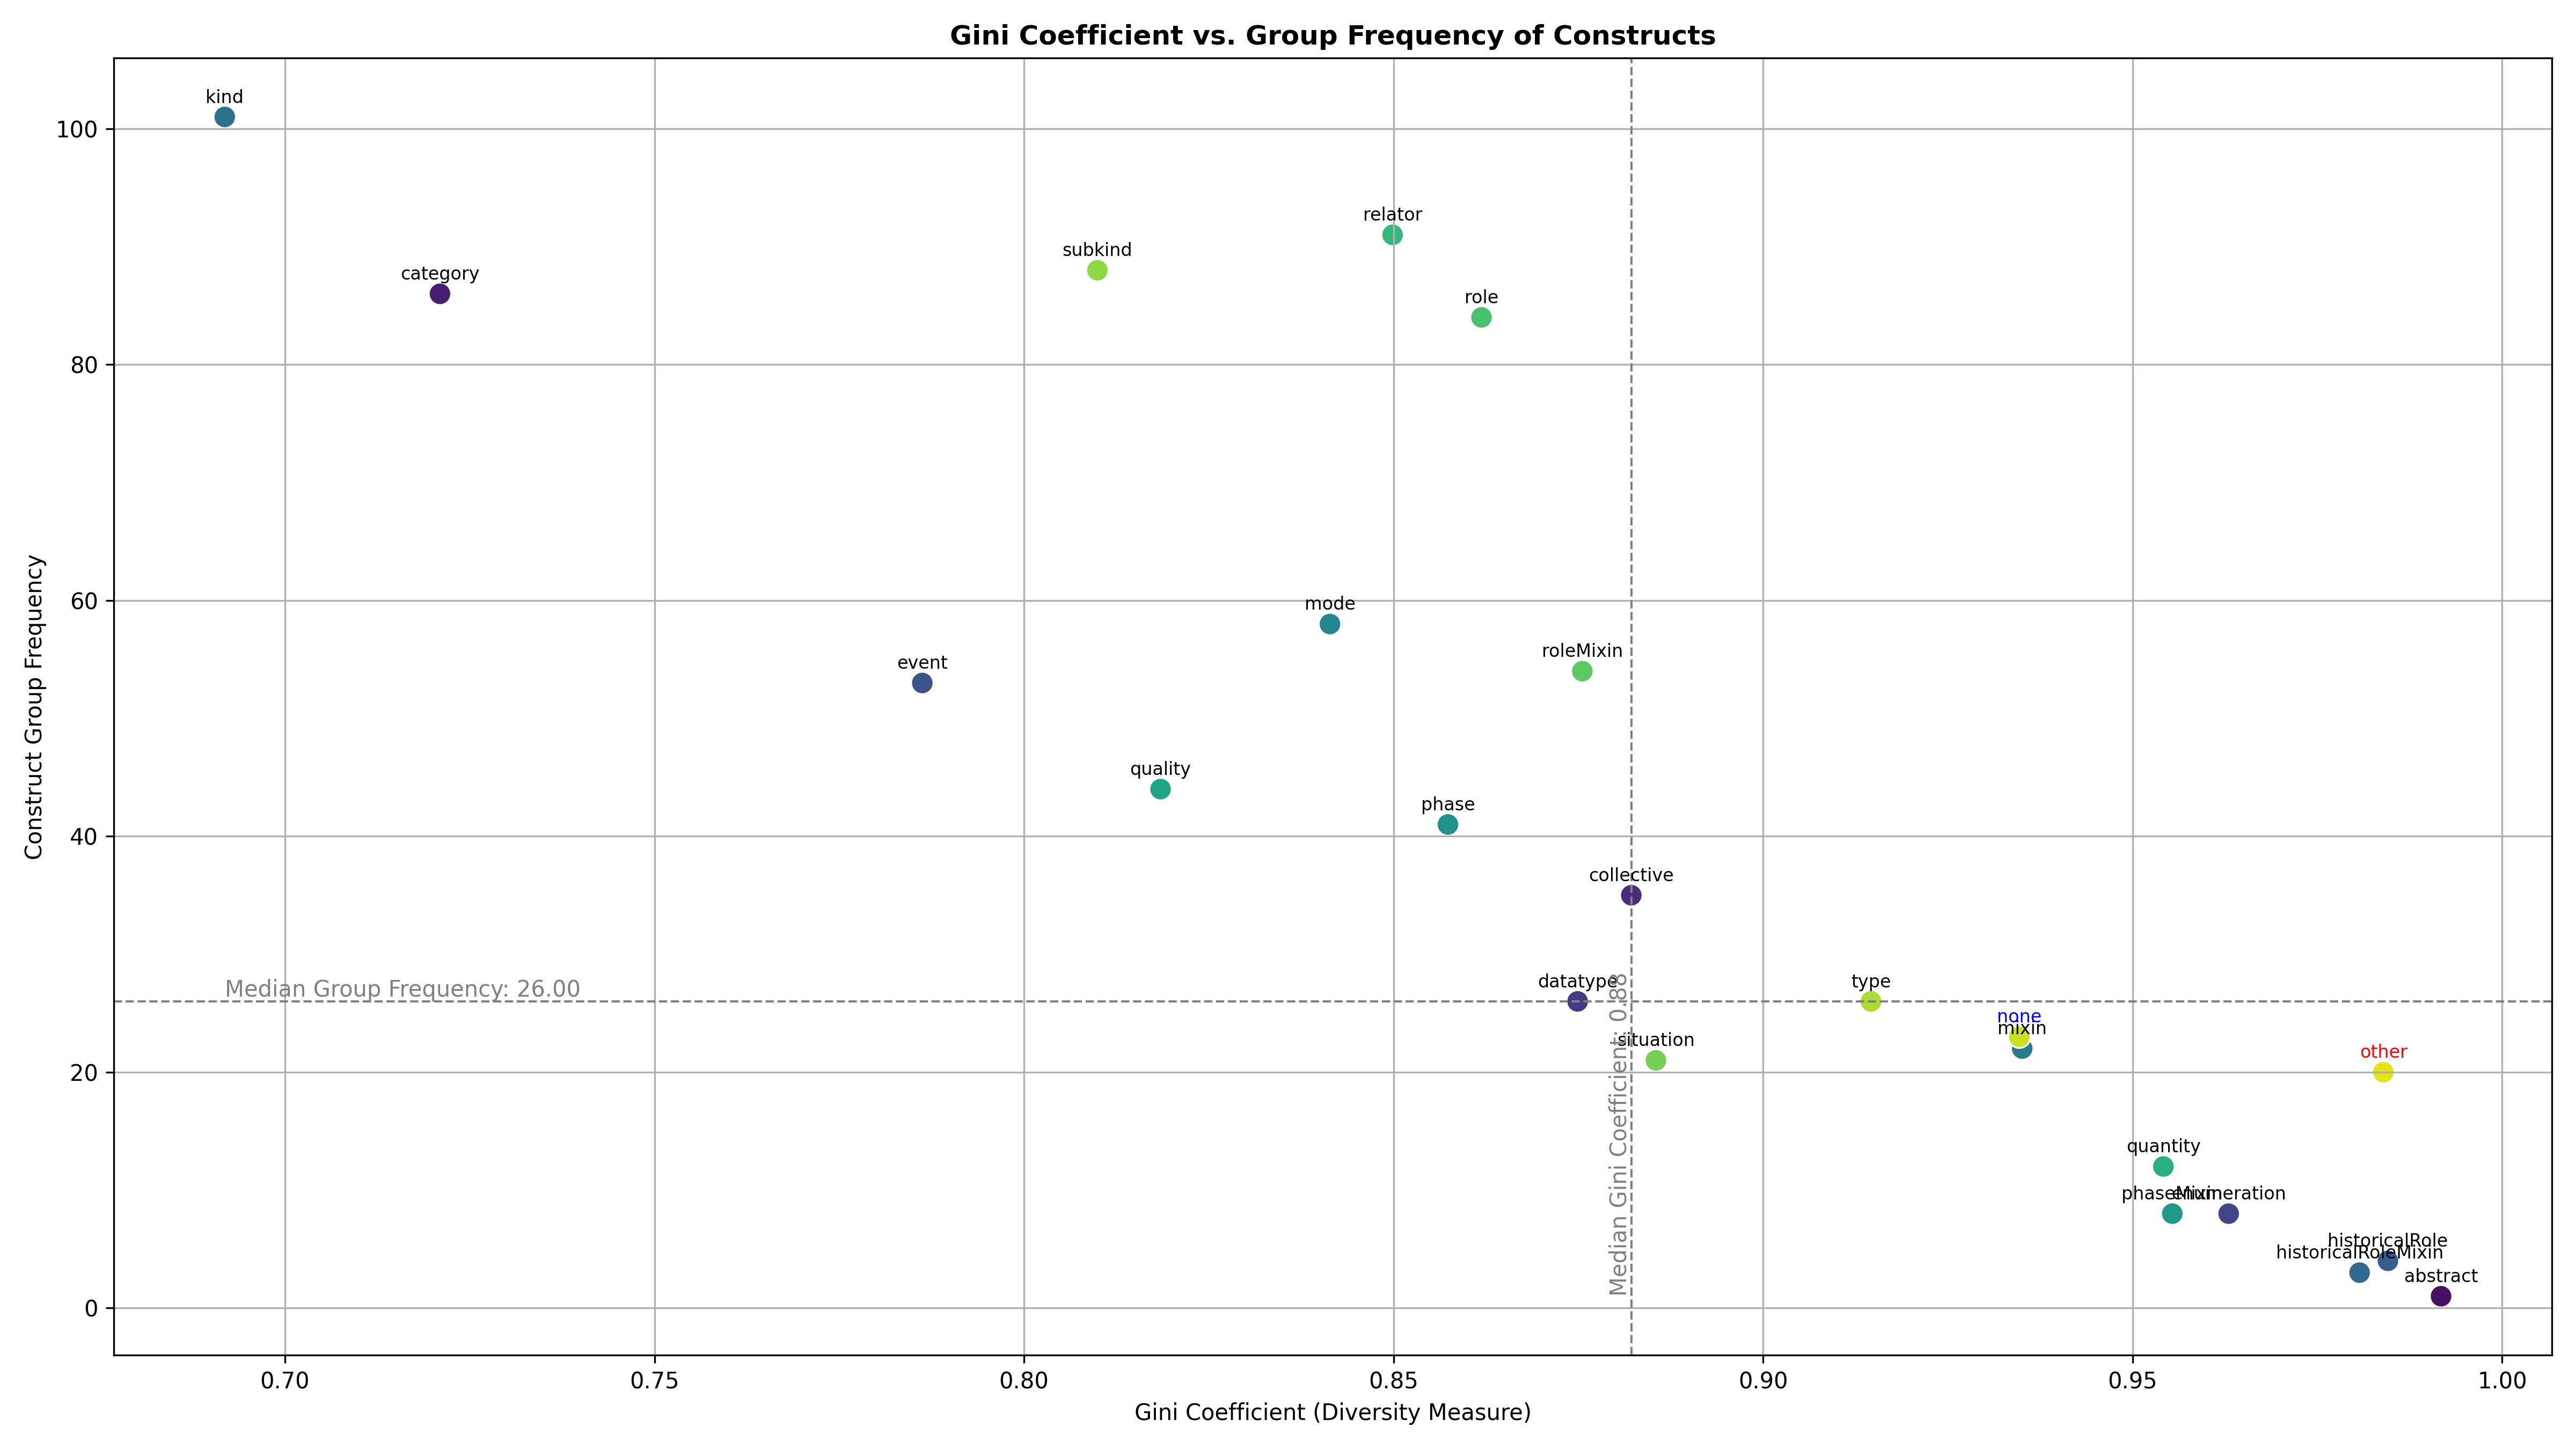 Gini Coefficient vs. Group Frequency of Constructs
kind
100
relator
subkind
category
role
80
mode
60
roleMixin
event
quality
phase
40
collective
datatype
type
Median Group Frequency: 26.00
none
mixin
situation
other
20
Median Gini Coefficient: 0.88
quantity
phaseMixin
enumeration
historicalRole
historicalRoleMixin
abstract
0
Construct Group Frequency
0.70
0.75
0.80
0.85
0.90
0.95
1.00
Gini Coefficient (Diversity Measure)